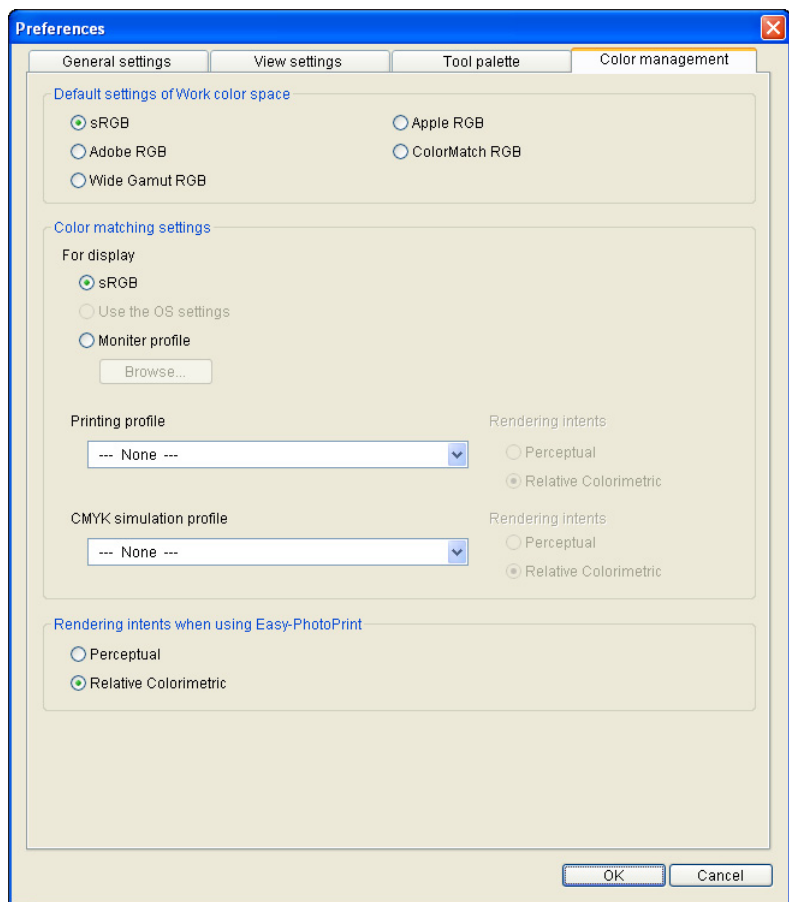 Preferences
General settings
View settings
Tool palette
Color management
Default settings of Work color space
sRGB
Apple RGB
Adobe RGB
ColorMatch RGB
Wide Gamut RGB
Color matching settings
For display
sRGB
Use the OS settings
Moniter profile
Browse...
Printing profile
Rendering intents
--- None ---
Perceptual
Relative Colorimetric
CMYK simulation profile
Rendering intents
--- None ---
Perceptual
Relative Colorimetric
Rendering intents when using Easy-PhotoPrint
Perceptual
Relative Colorimetric
OK
Cancel